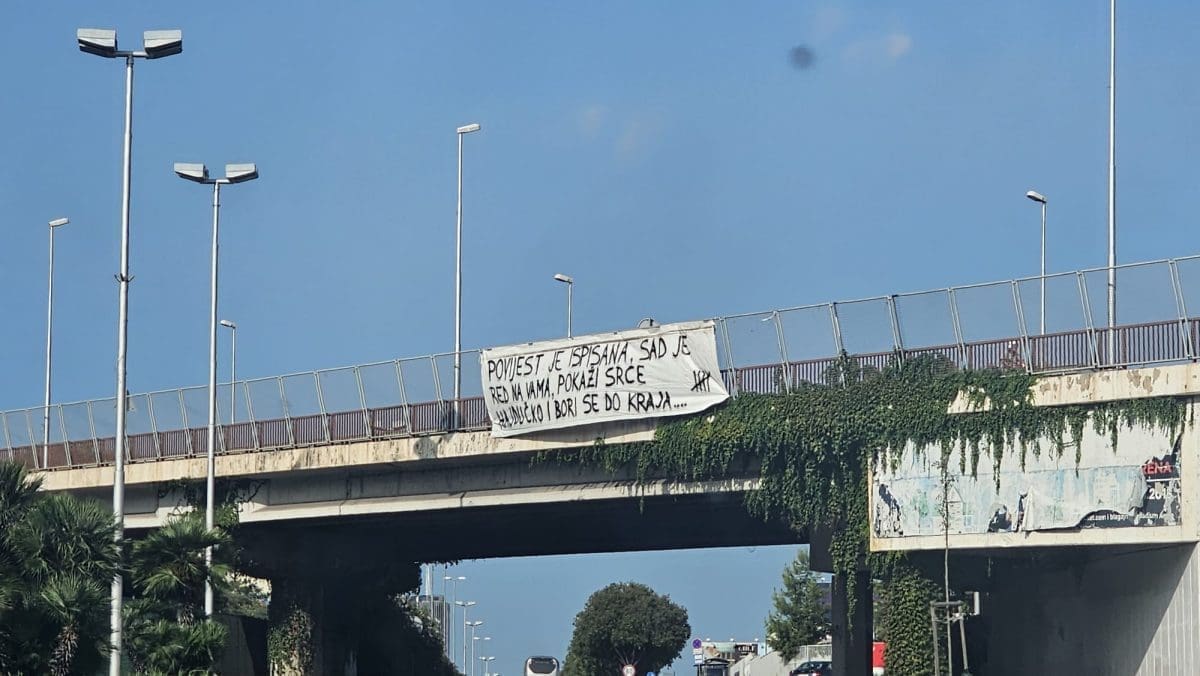 POVIJEST JE ISPISANA, SAD JE
RED NA VAMA, POKAŽI SRCE
HAJDUČKO I BORI SE DO KRAJA....